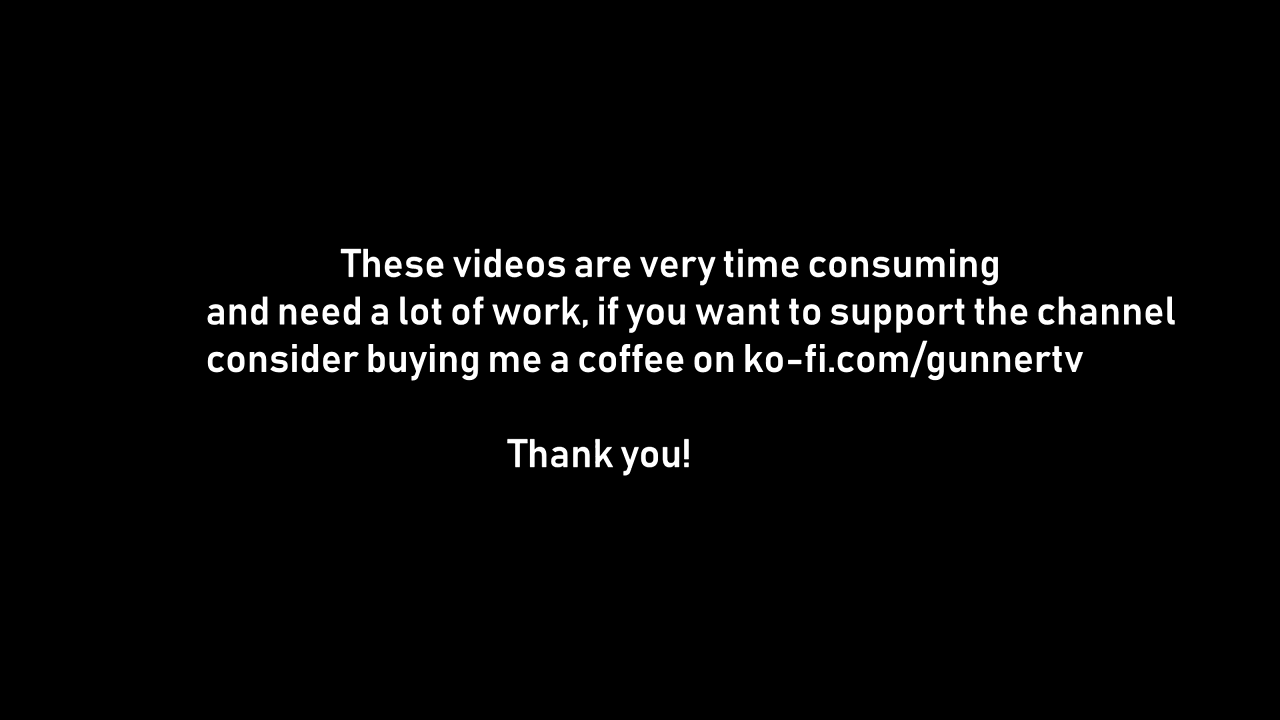 These videos are very time consuming
and need a lot of work, if you want to support the channel
consider buying me a coffee on ko-fi.com/gunnertv
Thank you!